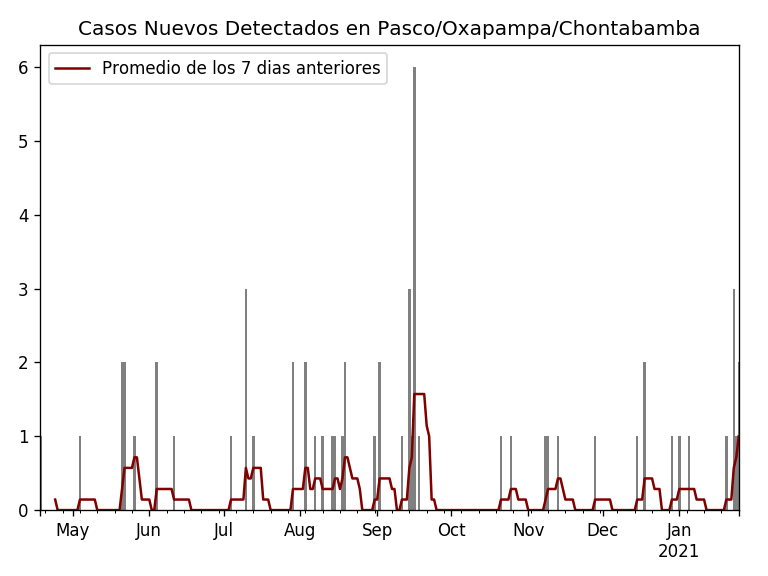 Casos Nuevos Detectados en Pasco/Oxapampa/Chontabamba
Promedio de los 7 dias anteriores
6
5
4
3
2
1
0
May Jun Jul Aug Sep Oct Nov Dec Jan
2021